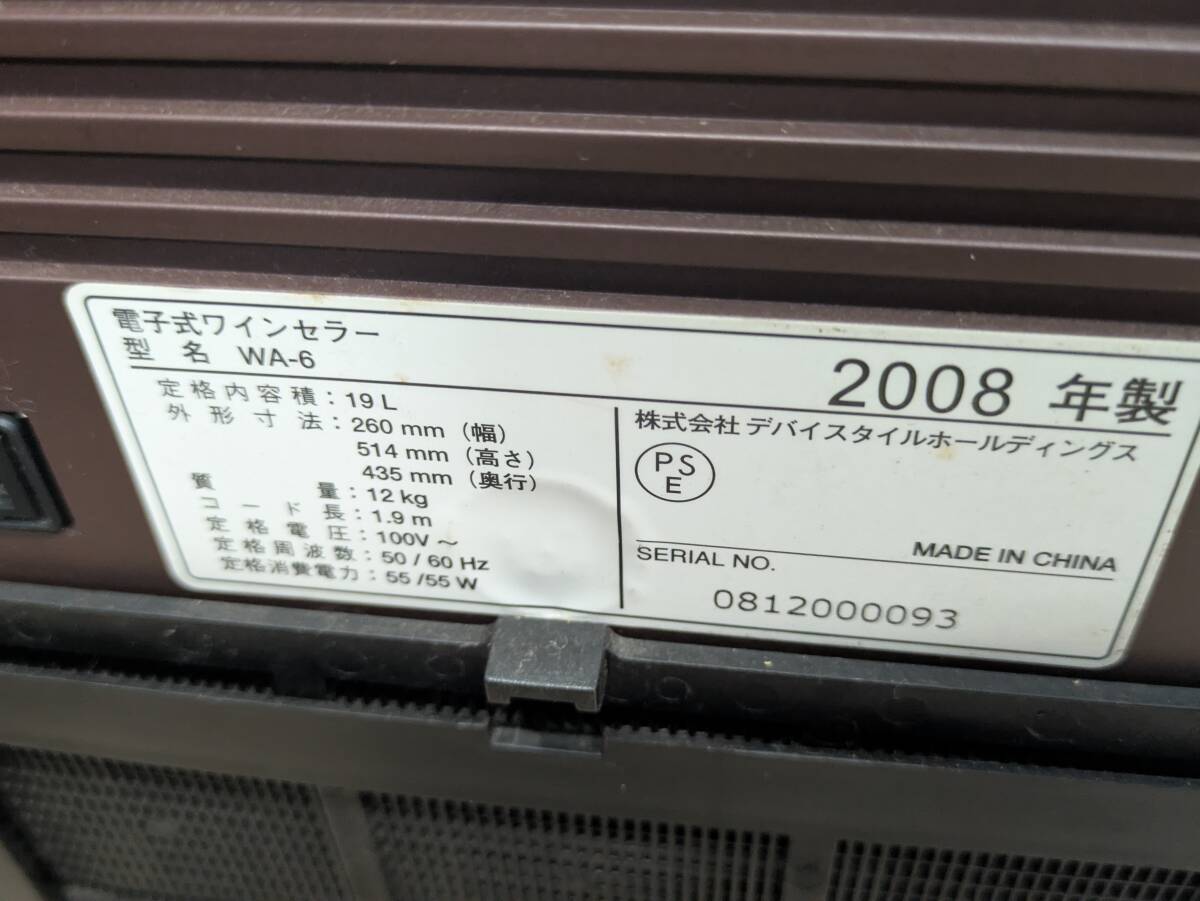 電子式ワインセラー
型名 WA-6
2008 年製
定格内容積：19 L
外形寸法：260 mm（幅）
514 mm（高さ）
435 mm（奥行）
質量：12 kg
コード長：1.9 m
定格電圧：100V～
定格周波数：50 / 60 Hz
定格消費電力：55 /55 W
株式会社 デバイスタイルホールディングス
PS
E
MADE IN CHINA
SERIAL NO.
0812000093